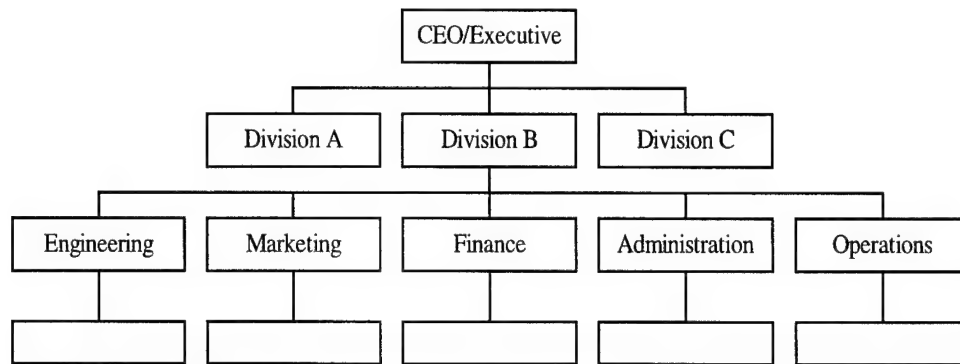 CEO/Executive
Division A
Division B
Division C
Engineering
Marketing
Finance
Administration
Operations